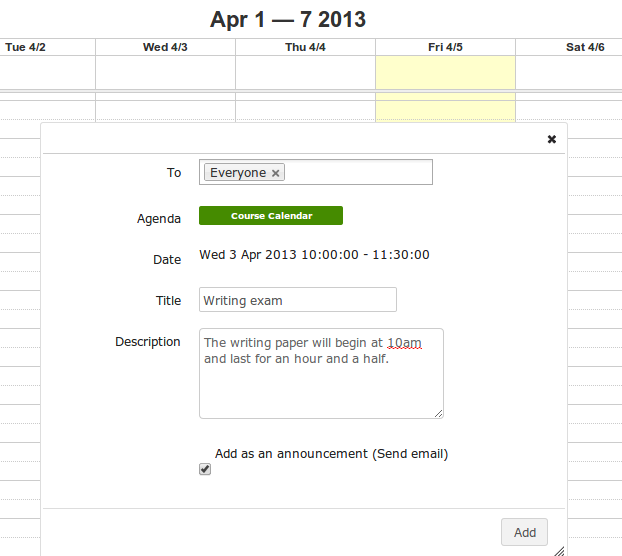 Apr 1 — 7 2013
Tue 4/2 Wed 4/3 Thu 4/4 Fri 4/5 Sat 4/6
To Everyone ×
Agenda Course Calendar
Date Wed 3 Apr 2013 10:00:00 - 11:30:00
Title Writing exam
Description The writing paper will begin at 10am
and last for an hour and a half.
Add as an announcement (Send email)
Add